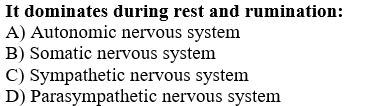 It dominates during rest and rumination:
A) Autonomic nervous system
B) Somatic nervous system
C) Sympathetic nervous system
D) Parasympathetic nervous system